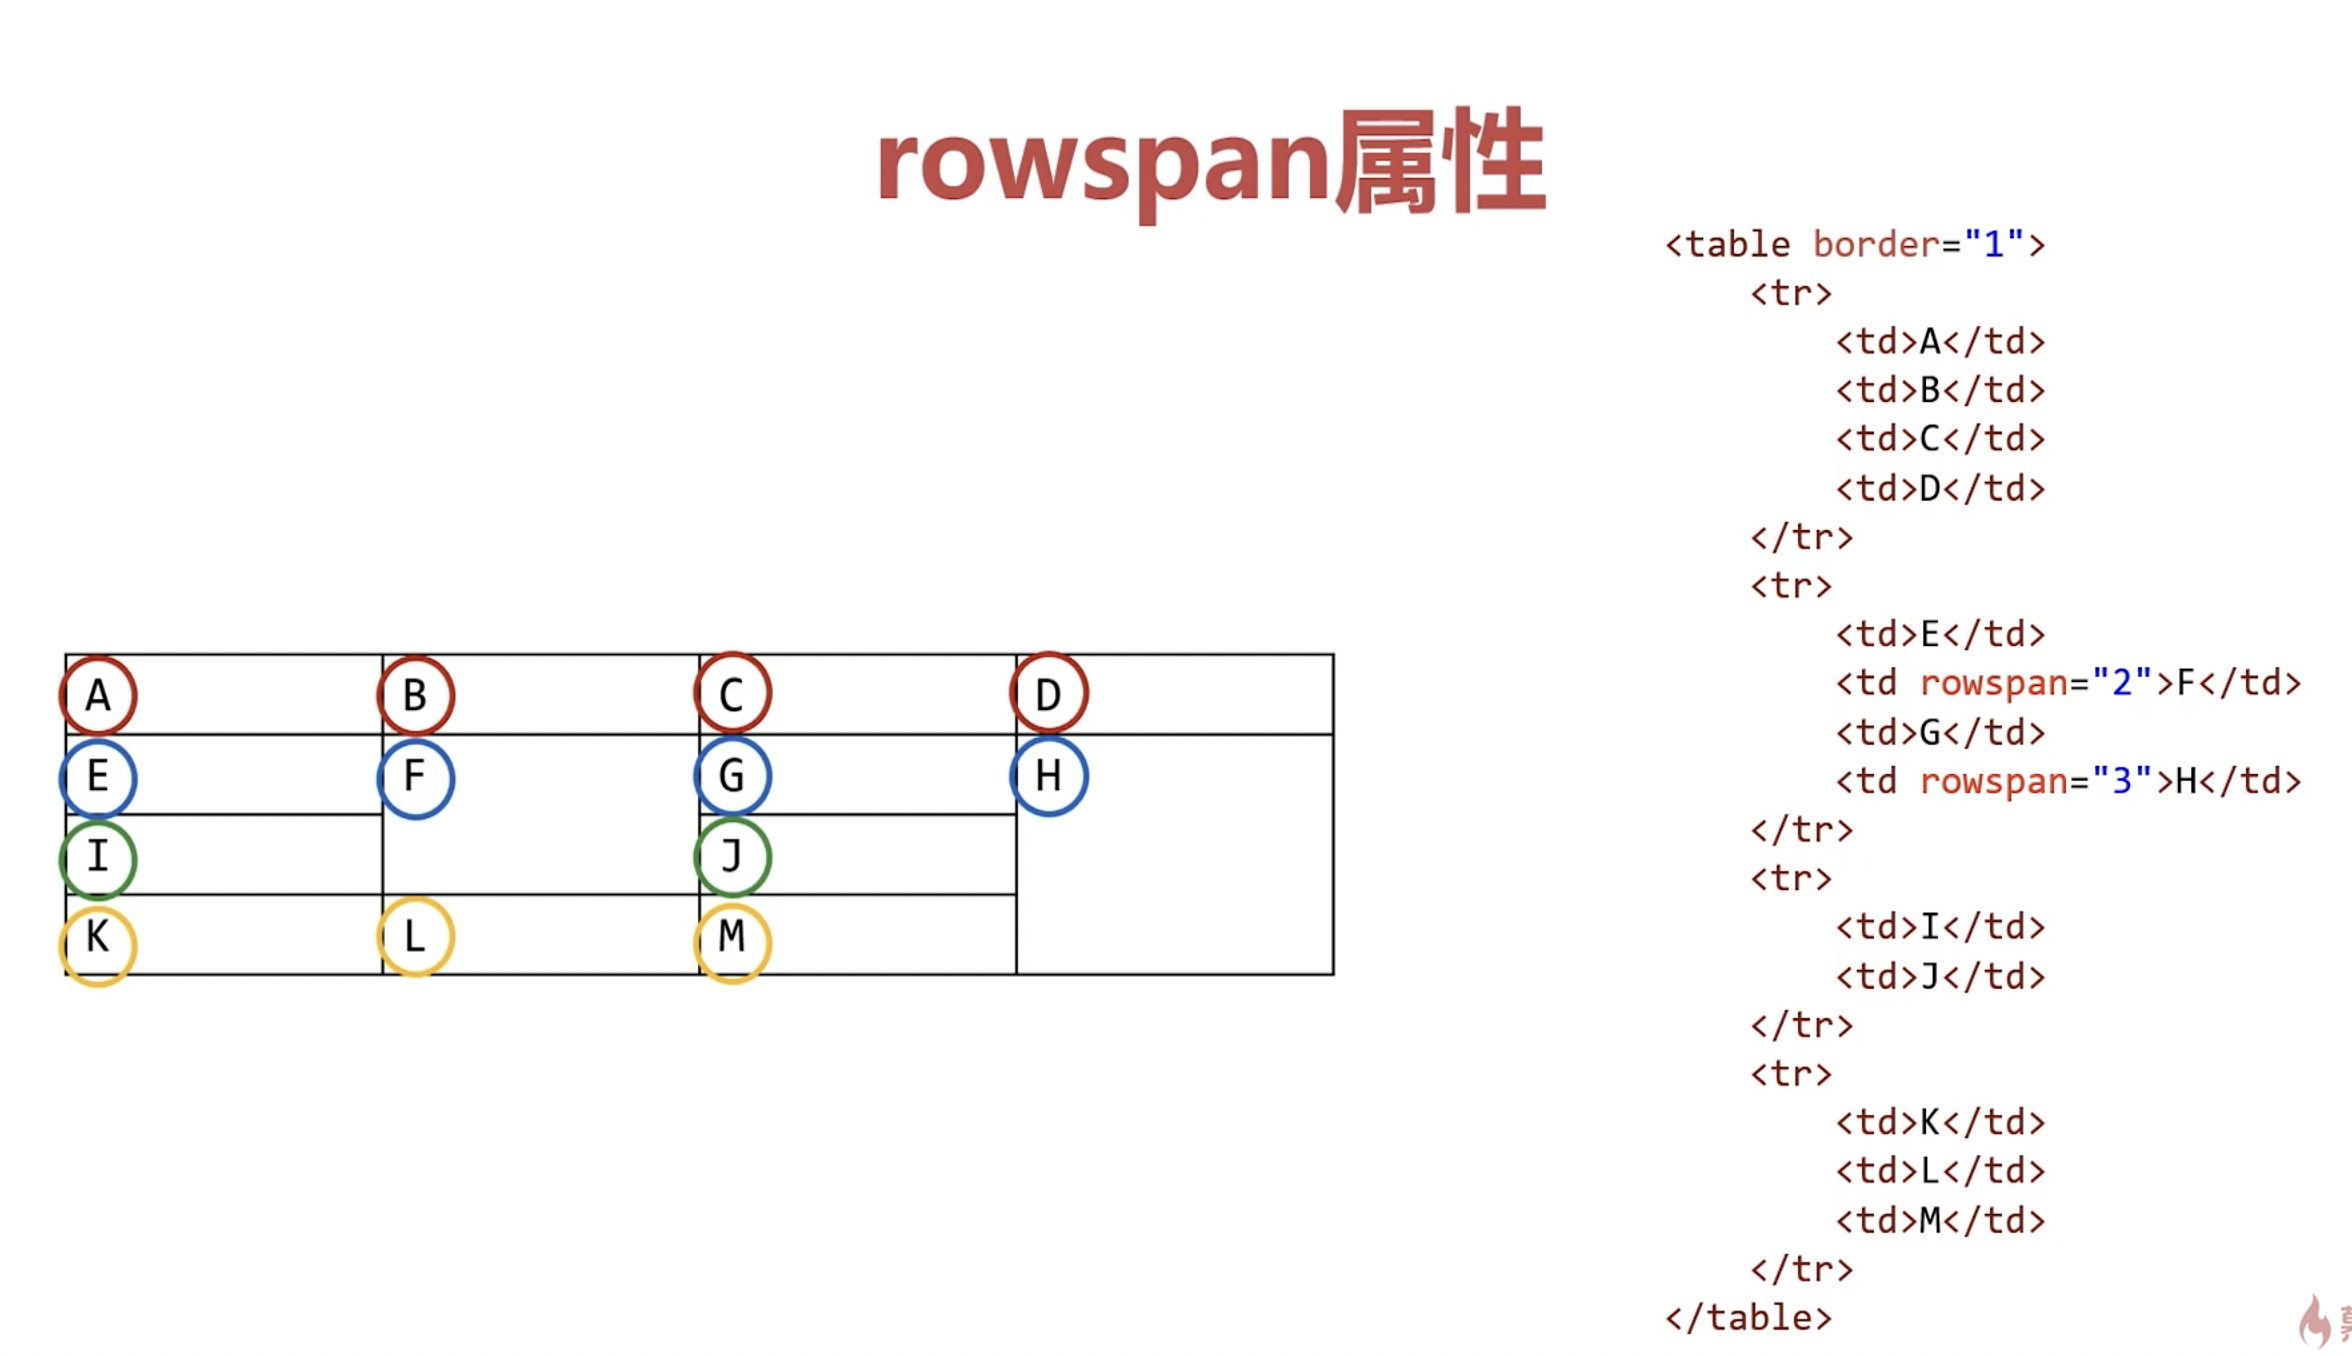 rowspan属性
A B C D
E F G H
I J
K L M
<table border="1">
<tr>
<td>A</td>
<td>B</td>
<td>C</td>
<td>D</td>
</tr>
<tr>
<td>E</td>
<td rowspan="2">F</td>
<td>G</td>
<td rowspan="3">H</td>
</tr>
<tr>
<td>I</td>
<td>J</td>
</tr>
<tr>
<td>K</td>
<td>L</td>
<td>M</td>
</tr>
</table>